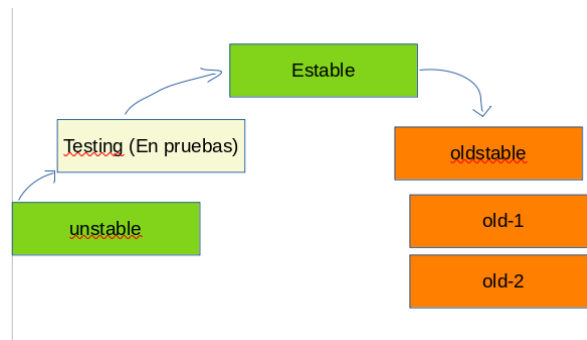 Estable
Testing (En pruebas)
oldstable
unstable
old-1
old-2